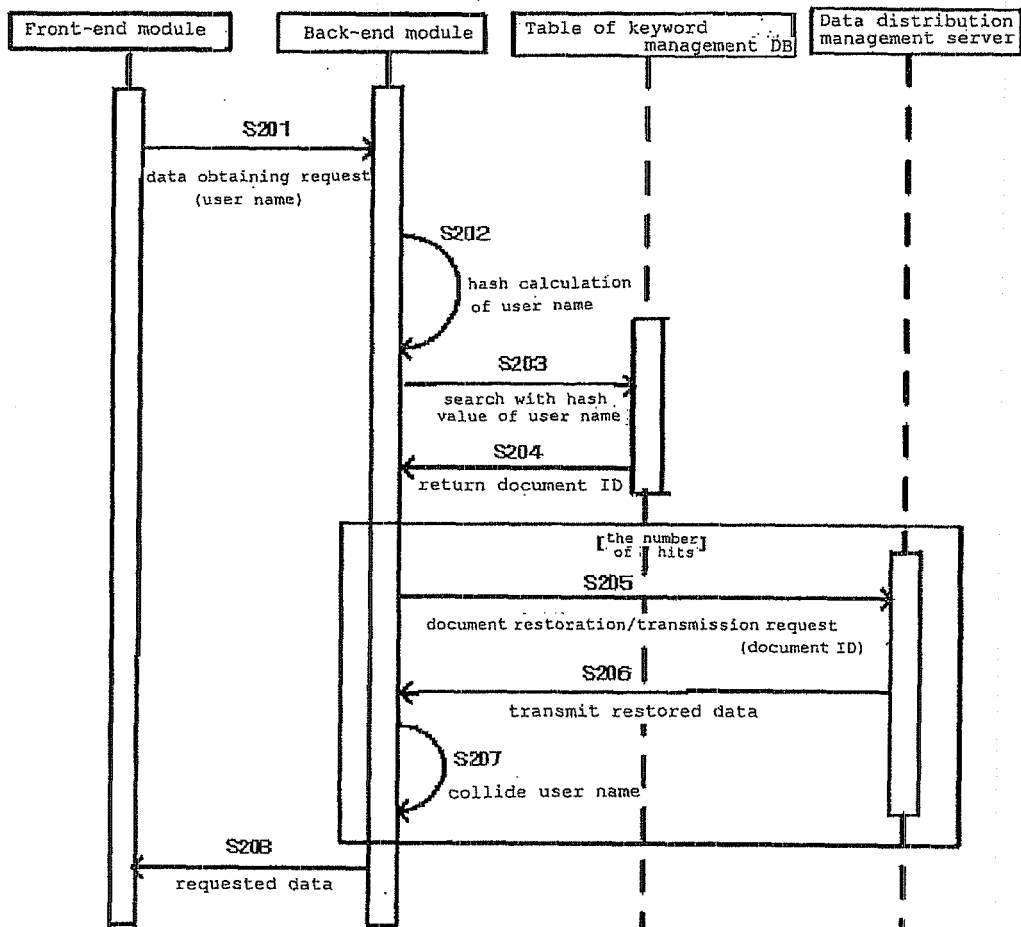 Front-end module
Back-end module
Table of keyword
management DB
Data distribution
management server
S201
data obtaining request
(user name)
S202
hash calculation
of user name
S203
search with hash
value of user name
S204
return document ID
[the number
of hits]
S205
document restoration/transmission request
(document ID)
S206
transmit restored data
S207
collide user name
S208
requested data